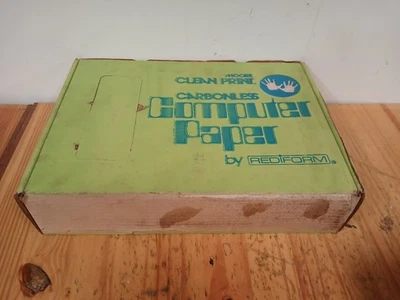 MOORE
CLEAN PRINT
CARBONLESS
Computer
Paper
by REDIFORM®